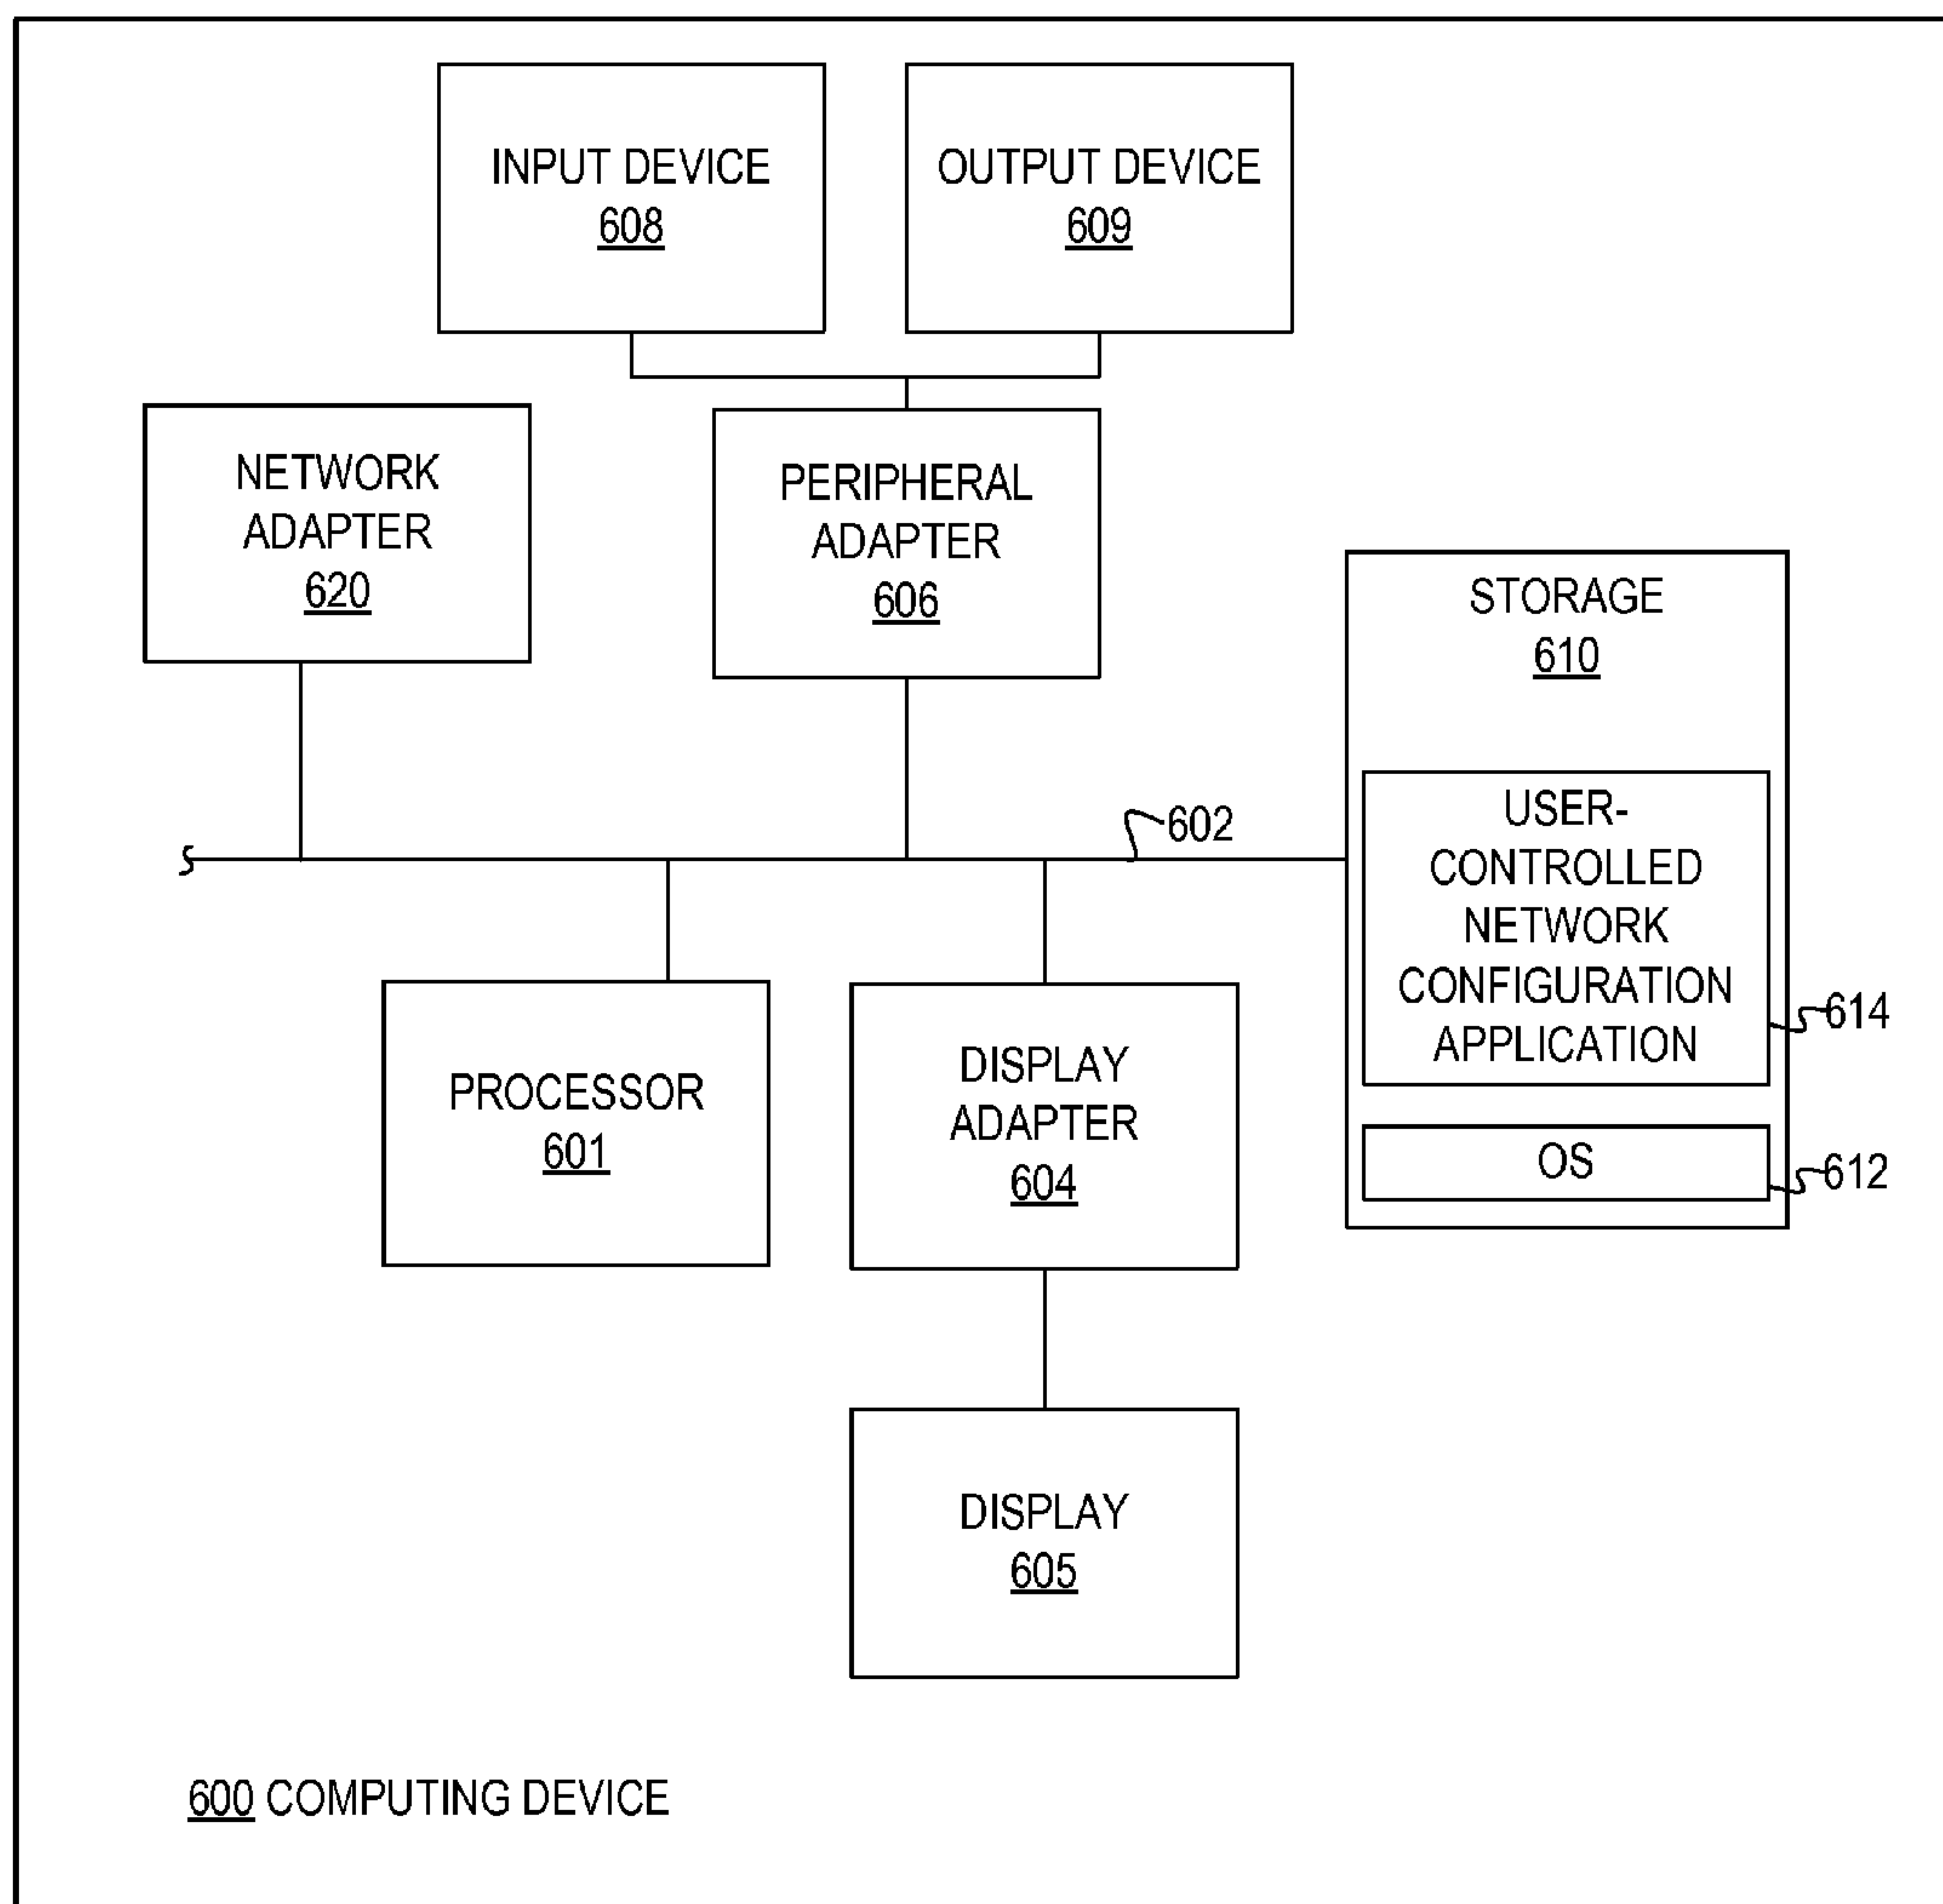 INPUT DEVICE
608
OUTPUT DEVICE
609
NETWORK
ADAPTER
620
PERIPHERAL
ADAPTER
606
STORAGE
610
602
USER-
CONTROLLED
NETWORK
CONFIGURATION
APPLICATION
614
OS
612
PROCESSOR
601
DISPLAY
ADAPTER
604
DISPLAY
605
600 COMPUTING DEVICE